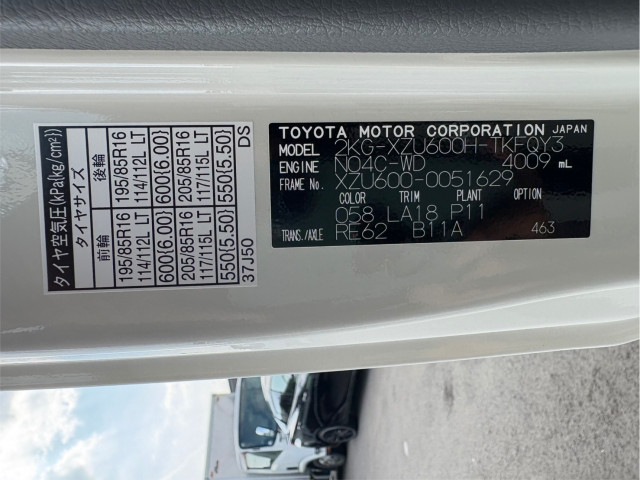 タイヤ空気圧(kPa{kg/cm²})
タイヤサイズ
前輪 後輪
195/85R16 114/112L LT 195/85R16 114/112L LT
600{6.00} 600{6.00}
205/85R16 117/115L LT 205/85R16 117/115L LT
550{5.50} 550{5.50}
37J50 DS
TOYOTA MOTOR CORPORATION JAPAN
MODEL 2KG-XZU600H-TKFQY3
ENGINE N04C-WD 4009 mL
FRAME No. XZU600-0051629
COLOR TRIM PLANT OPTION
058 LA18 P11
TRANS./AXLE RE62 B11A 463